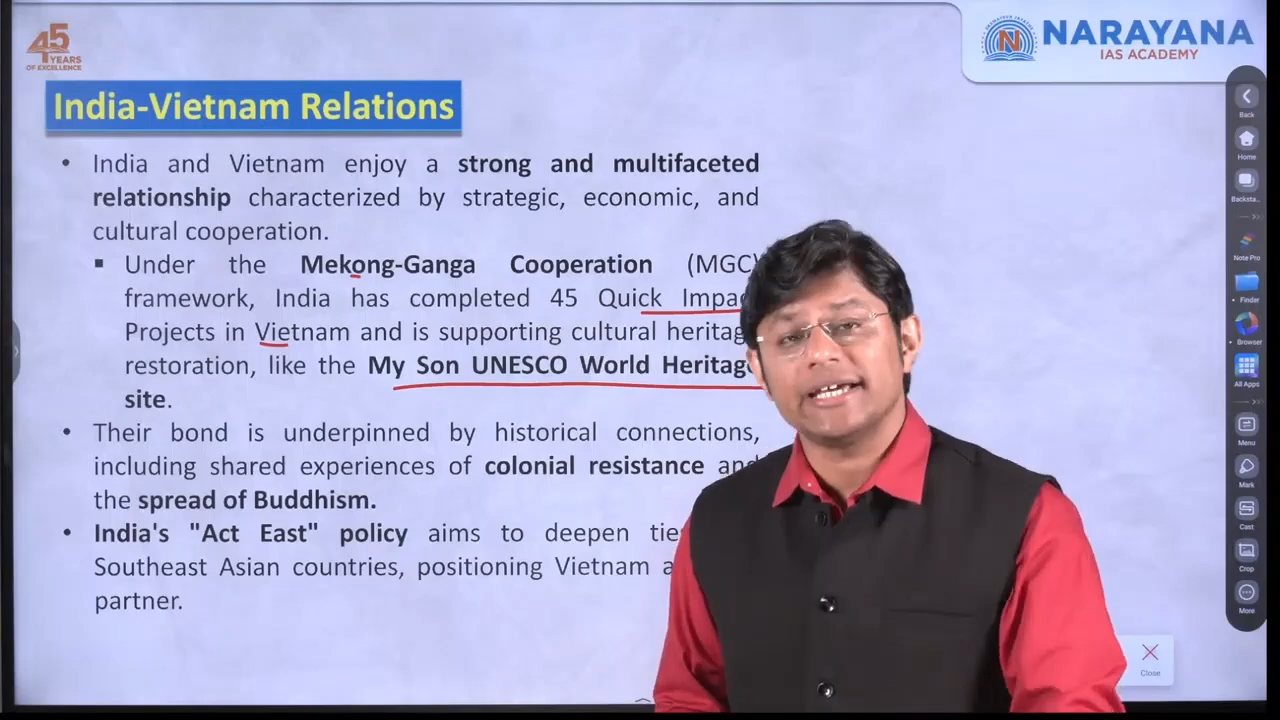 45
YEARS
OF EXCELLENCE
NARAYANA
IAS ACADEMY
India-Vietnam Relations
• India and Vietnam enjoy a strong and multifaceted
relationship characterized by strategic, economic, and
cultural cooperation.
▪ Under the Mekong-Ganga Cooperation (MGC)
framework, India has completed 45 Quick
Projects in Vietnam and is supporting cultural
restoration, like the My Son UNESCO World
site.
• Their bond is underpinned by historical connections,
including shared experiences of colonial resistance and
the spread of Buddhism.
• India's "Act East" policy aims to deepen
Southeast Asian countries, positioning Vietnam
partner.
Back
Home
Backsta..
Note Pro
• Finder
• Browser
All Apps
Menu
Mark
Cast
Crop
More
Close